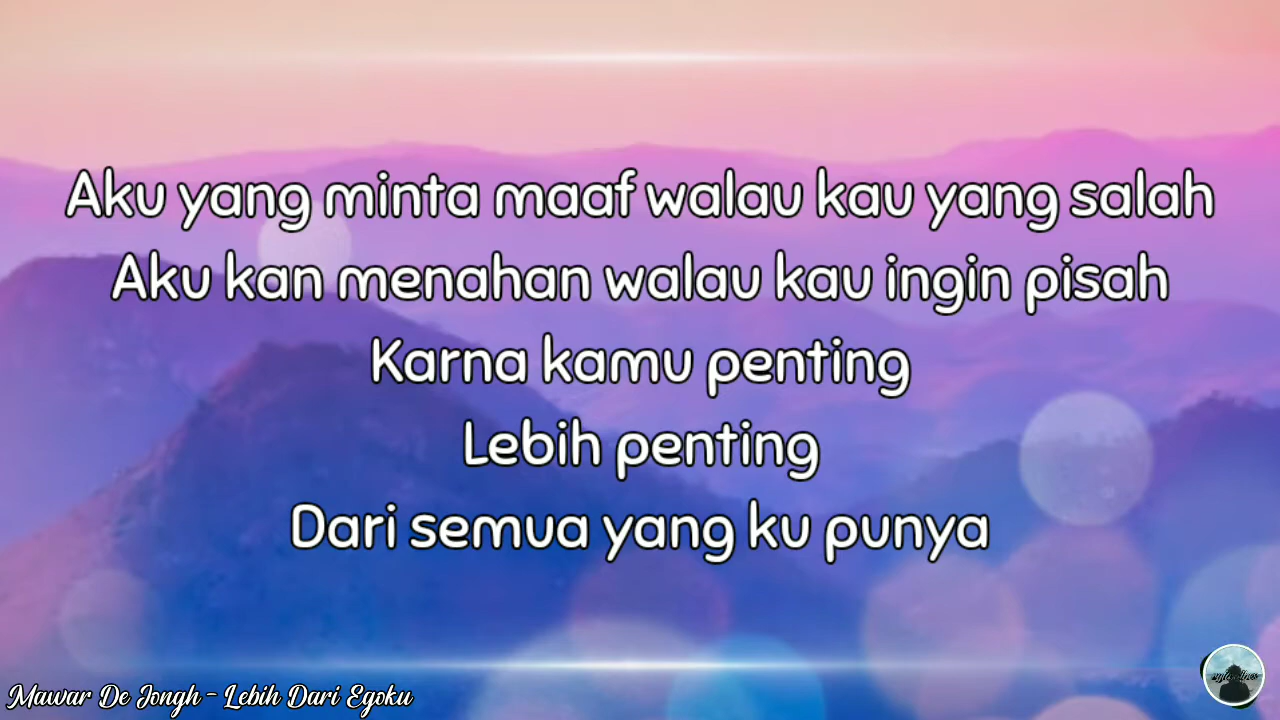 Aku yang minta maaf walau kau yang salah
Aku kan menahan walau kau ingin pisah
Karna kamu penting
Lebih penting
Dari semua yang ku punya
Mawar De Jongh - Lebih Dari Egoku